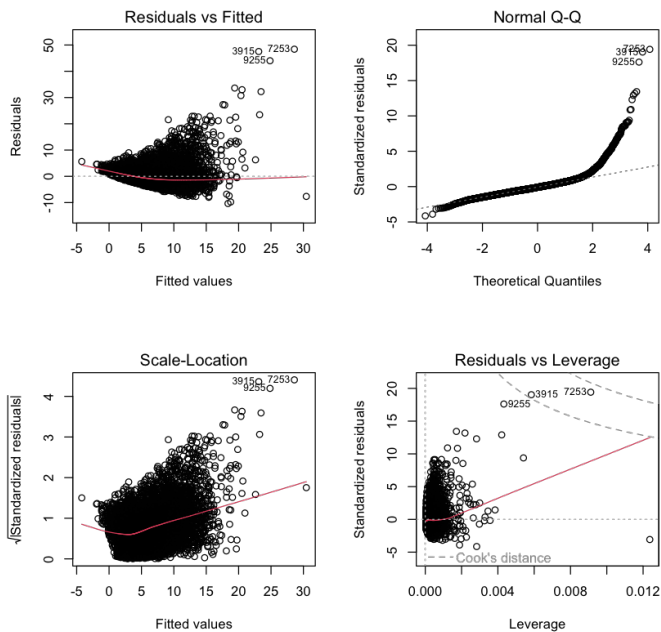 Residuals vs Fitted
Residuals
50
30
10
0
-10
3915
7253
9255
-5 0 5 10 15 20 25 30
Fitted values
Normal Q-Q
Standardized residuals
20
15
10
5
0
-5
7253
3915
9255
-4 -2 0 2 4
Theoretical Quantiles
Scale-Location
√|Standardized residuals|
4
3
2
1
0
3915
7253
9255
-5 0 5 10 15 20 25 30
Fitted values
Residuals vs Leverage
Standardized residuals
20
15
10
5
0
-5
3915
7253
9255
Cook's distance
0.000 0.004 0.008 0.012
Leverage